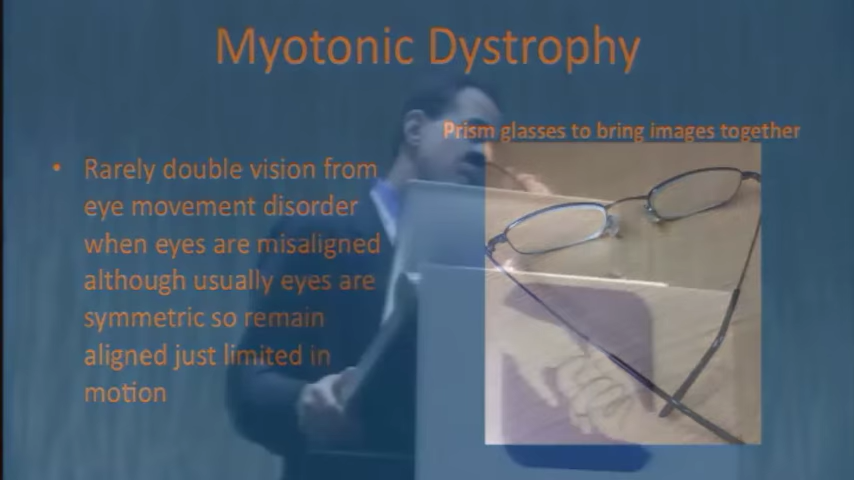 Myotonic Dystrophy
Prism glasses to bring images together
• Rarely double vision from
eye movement disorder
when eyes are misaligned
although usually eyes are
symmetric so remain
aligned just limited in
motion